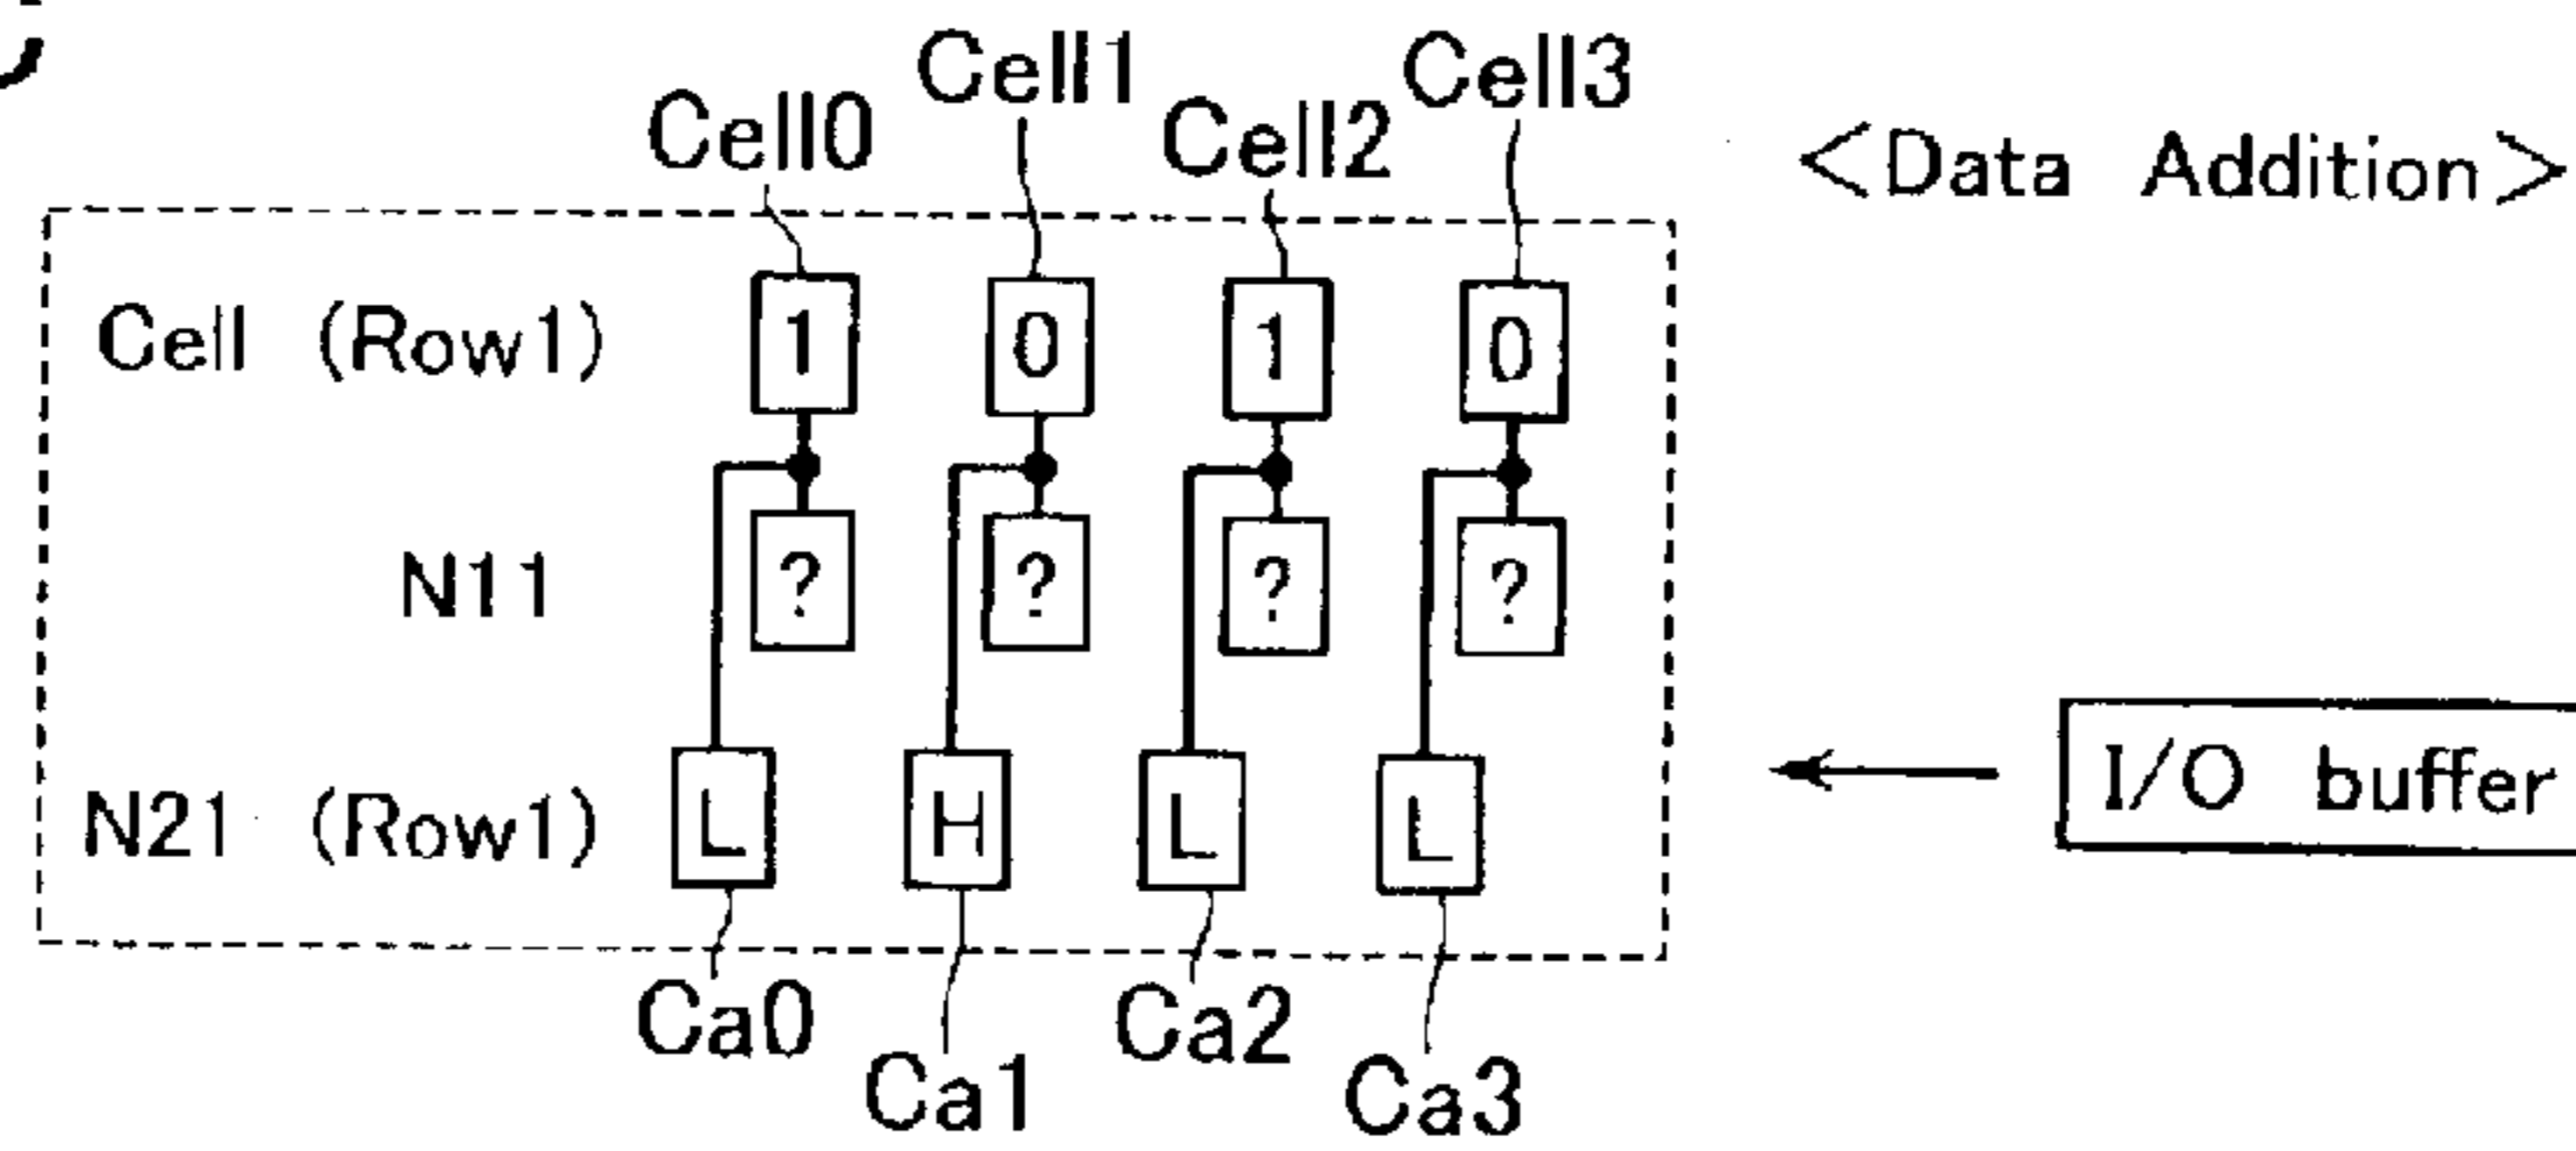 Cell0 Cell1 Cell2 Cell3
<Data Addition>
Cell (Row1) 1 0 1 0
N11 ? ? ? ?
I/O buffer
N21 (Row1) L H L L
Ca0 Ca1 Ca2 Ca3